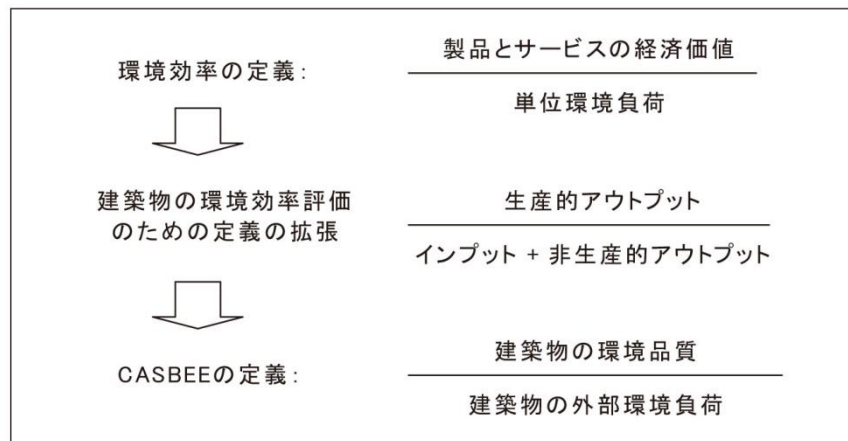 環境効率の定義:
製品とサービスの経済価値
単位環境負荷
建築物の環境効率評価
のための定義の拡張
生産的アウトプット
インプット + 非生産的アウトプット
CASBEEの定義:
建築物の環境品質
建築物の外部環境負荷